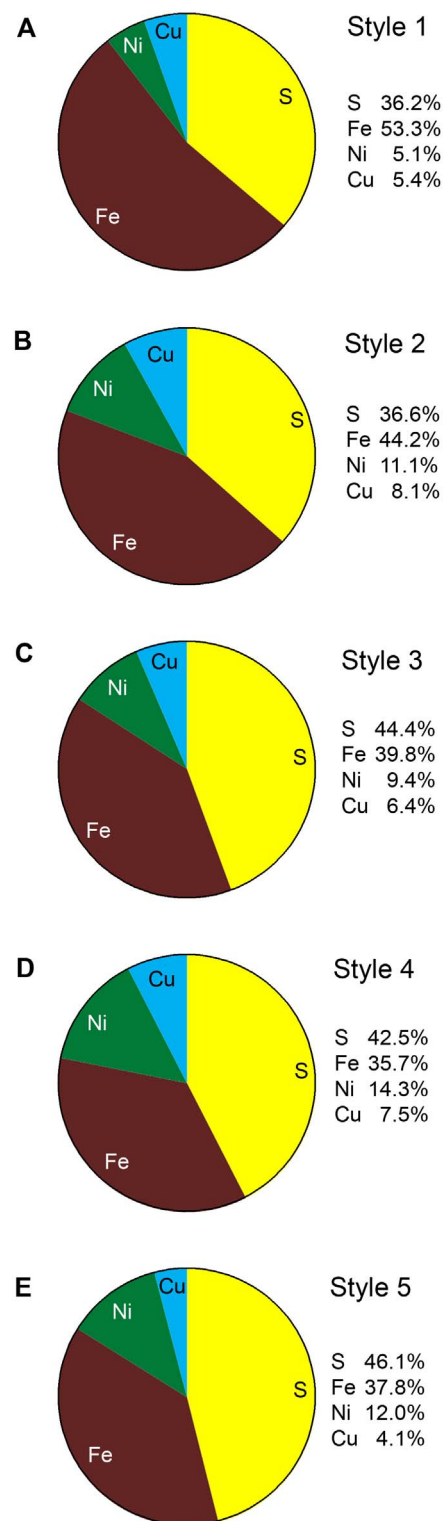 A
Style 1
Cu
Ni
S
Fe
S 36.2%
Fe 53.3%
Ni 5.1%
Cu 5.4%
B
Style 2
Cu
Ni
S
Fe
S 36.6%
Fe 44.2%
Ni 11.1%
Cu 8.1%
C
Style 3
Cu
Ni
S
Fe
S 44.4%
Fe 39.8%
Ni 9.4%
Cu 6.4%
D
Style 4
Cu
Ni
S
Fe
S 42.5%
Fe 35.7%
Ni 14.3%
Cu 7.5%
E
Style 5
Cu
Ni
S
Fe
S 46.1%
Fe 37.8%
Ni 12.0%
Cu 4.1%